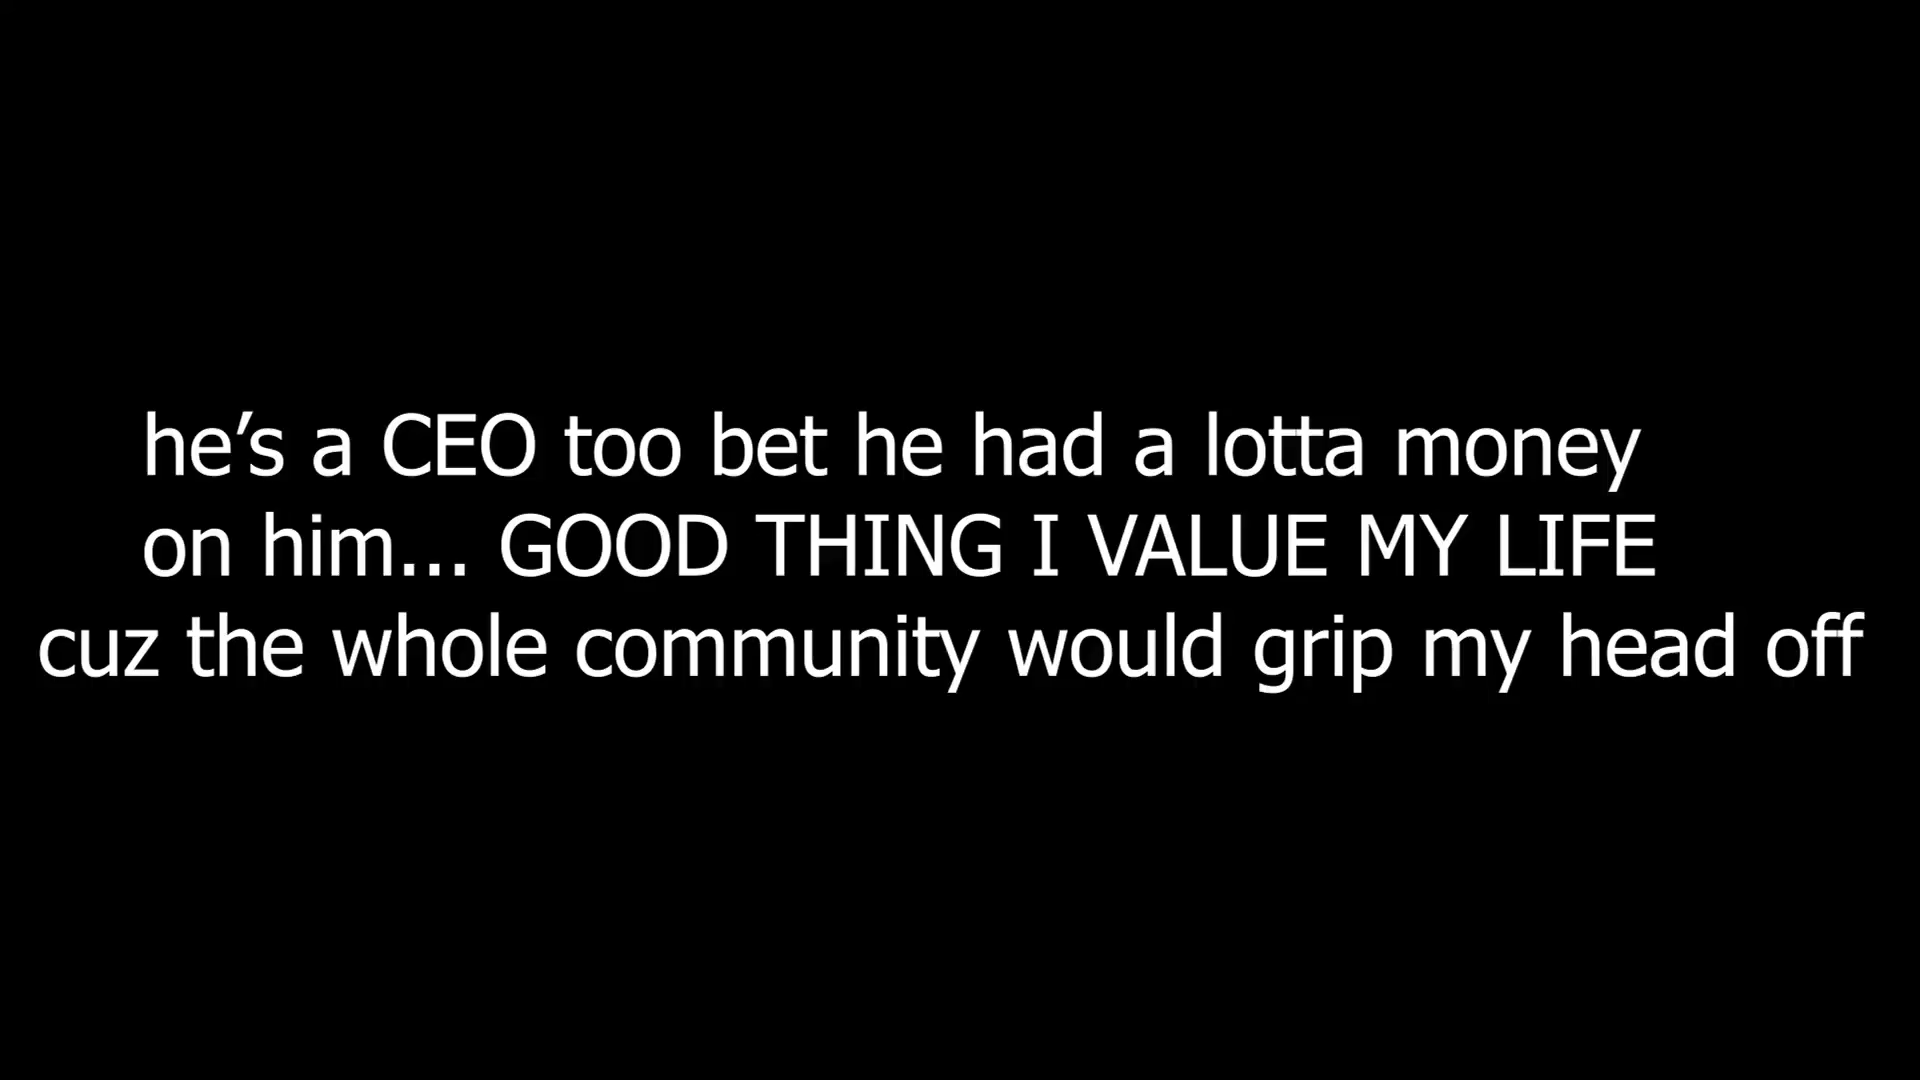 he’s a CEO too bet he had a lotta money
on him... GOOD THING I VALUE MY LIFE
cuz the whole community would grip my head off